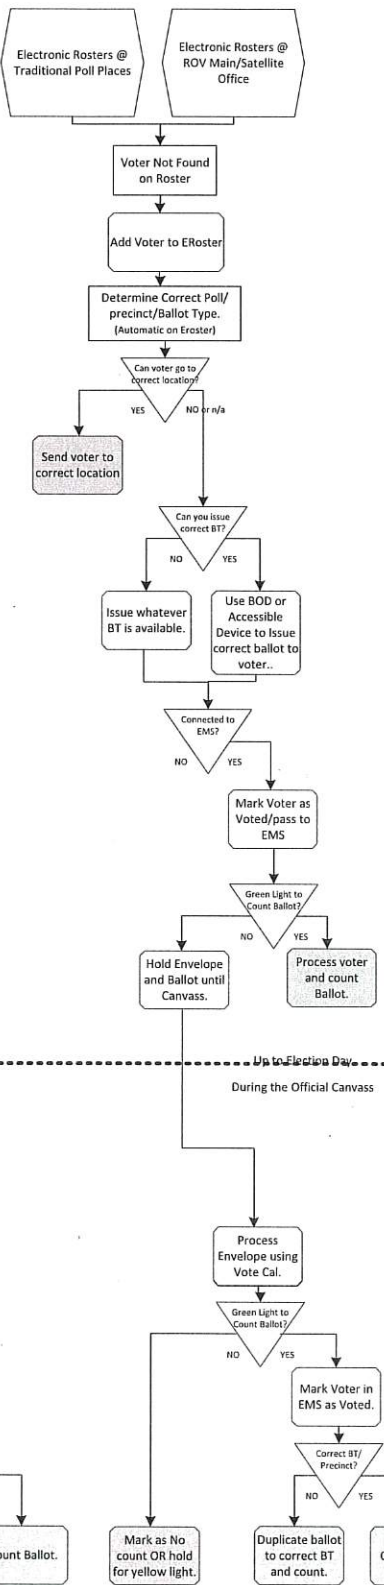 Electronic Rosters @
Traditional Poll Places
Electronic Rosters @
ROV Main/Satellite
Office
Voter Not Found
on Roster
Add Voter to ERoster
Determine Correct Poll/
precinct/Ballot Type.
(Automatic on Eroster)
Can voter go to
correct location?
YES
NO or n/a
Send voter to
correct location
Can you issue
correct BT?
NO
YES
Issue whatever
BT is available.
Use BOD or
Accessible
Device to Issue
correct ballot to
voter..
Connected to
EMS?
NO
YES
Mark Voter as
Voted/pass to
EMS
Green Light to
Count Ballot?
NO
YES
Hold Envelope
and Ballot until
Canvass.
Process voter
and count
Ballot.
Up to Election Day
During the Official Canvass
Process
Envelope using
Vote Cal.
Green Light to
Count Ballot?
NO
YES
Mark Voter in
EMS as Voted.
Correct BT/
Precinct?
NO
YES
Ballot.
Mark as No
count OR hold
for yellow light.
Duplicate ballot
to correct BT
and count.